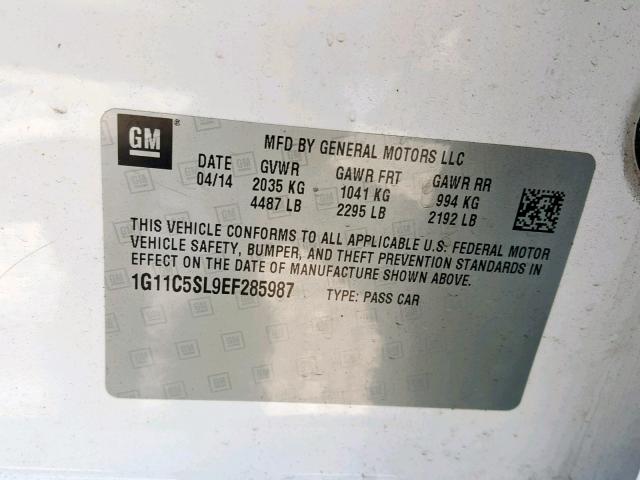 GM®
MFD BY GENERAL MOTORS LLC
DATE GVWR GAWR FRT GAWR RR
04/14 2035 KG 1041 KG 994 KG
4487 LB 2295 LB 2192 LB
THIS VEHICLE CONFORMS TO ALL APPLICABLE U.S. FEDERAL MOTOR
VEHICLE SAFETY, BUMPER, AND THEFT PREVENTION STANDARDS IN
EFFECT ON THE DATE OF MANUFACTURE SHOWN ABOVE.
1G11C5SL9EF285987 TYPE: PASS CAR